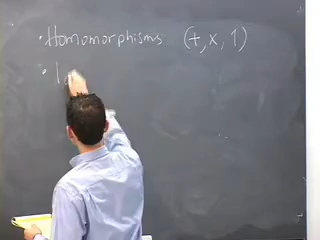 · Homomorphisms (+, x, 1)
·